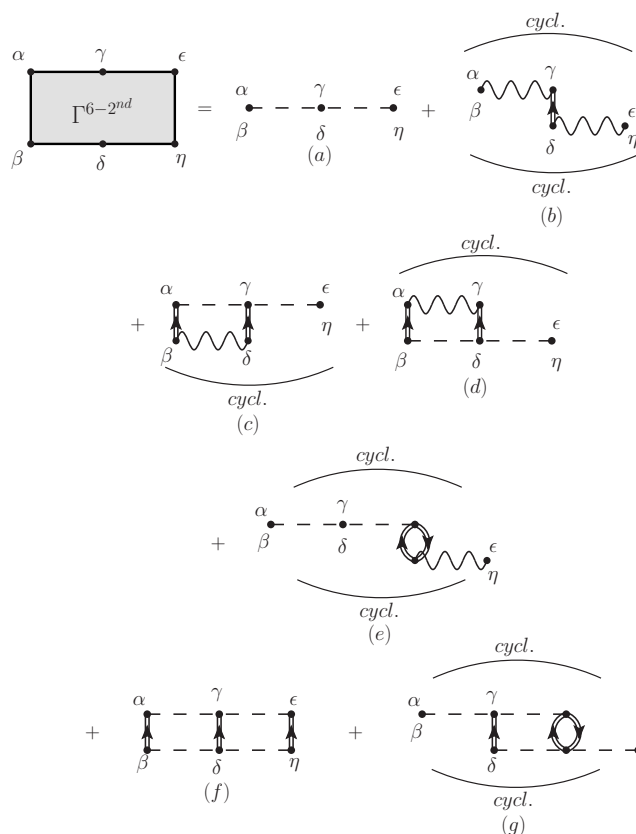 α γ ϵ
Γ^{6−2^{nd}}
β δ η
=
α γ ϵ
β δ η
(a)
+
cycl.
α γ
β ϵ
δ η
cycl.
(b)
+
α γ ϵ
β δ η
cycl.
(c)
+
cycl.
α γ ϵ
β δ η
(d)
+
cycl.
α γ
β δ ϵ
η
cycl.
(e)
+
α γ ϵ
β δ η
(f)
+
cycl.
α γ
β
δ
cycl.
(g)